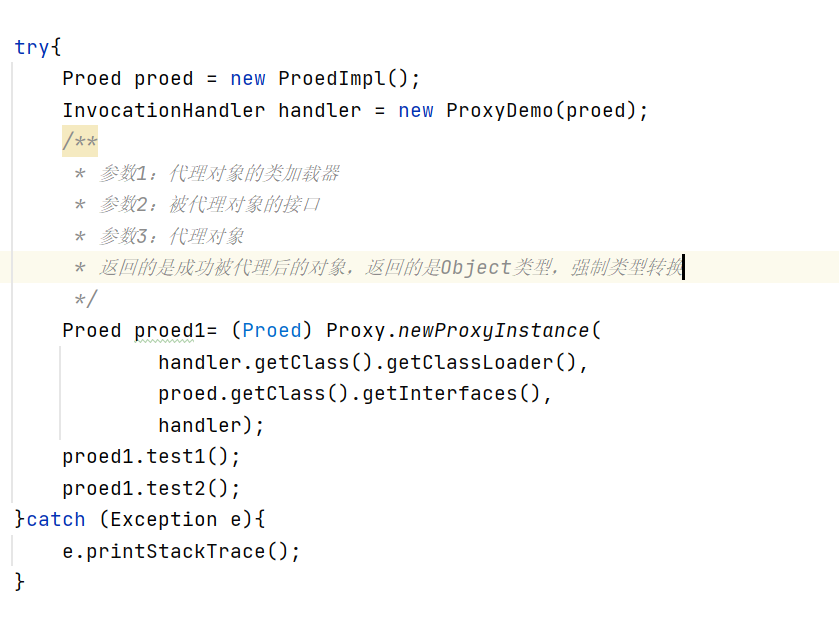 try{
    Proed proed = new ProedImpl();
    InvocationHandler handler = new ProxyDemo(proed);
    /**
     * 参数1：代理对象的类加载器
     * 参数2：被代理对象的接口
     * 参数3：代理对象
     * 返回的是成功被代理后的对象．返回的是Object类型．强制类型转换
     */
    Proed proed1= (Proed) Proxy.newProxyInstance(
            handler.getClass().getClassLoader(),
            proed.getClass().getInterfaces(),
            handler);
    proed1.test1();
    proed1.test2();
}catch (Exception e){
    e.printStackTrace();
}